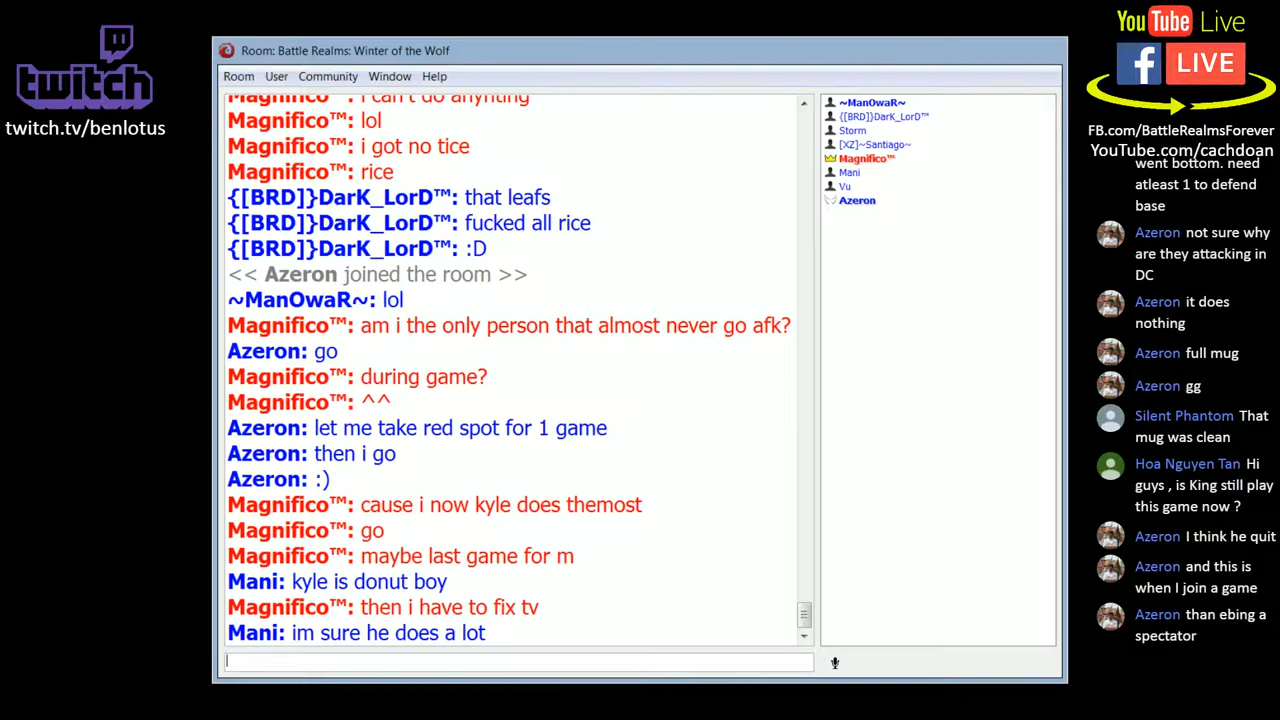 twitch
twitch.tv/benlotus
Room: Battle Realms: Winter of the Wolf
Room User Community Window Help
Magnifico™: i can't do anynting
Magnifico™: lol
Magnifico™: i got no tice
Magnifico™: rice
{[BRD]}DarK_LorD™: that leafs
{[BRD]}DarK_LorD™: fucked all rice
{[BRD]}DarK_LorD™: :D
<< Azeron joined the room >>
~ManOwaR~: lol
Magnifico™: am i the only person that almost never go afk?
Azeron: go
Magnifico™: during game?
Magnifico™: ^^
Azeron: let me take red spot for 1 game
Azeron: then i go
Azeron: :)
Magnifico™: cause i now kyle does themost
Magnifico™: go
Magnifico™: maybe last game for m
Mani: kyle is donut boy
Magnifico™: then i have to fix tv
Mani: im sure he does a lot
~ManOwaR~
{[BRD]}DarK_LorD™
Storm
[XZ]~Santiago~
Magnifico™
Mani
Vu
Azeron
YouTube Live
f LIVE
FB.com/BattleRealmsForever
YouTube.com/cachdoan
went bottom. need
atleast 1 to defend
base
Azeron not sure why
are they attacking in
DC
Azeron it does
nothing
Azeron full mug
Azeron gg
Silent Phantom That
mug was clean
Hoa Nguyen Tan Hi
guys , is King still play
this game now ?
Azeron I think he quit
Azeron and this is
when I join a game
Azeron than ebing a
spectator